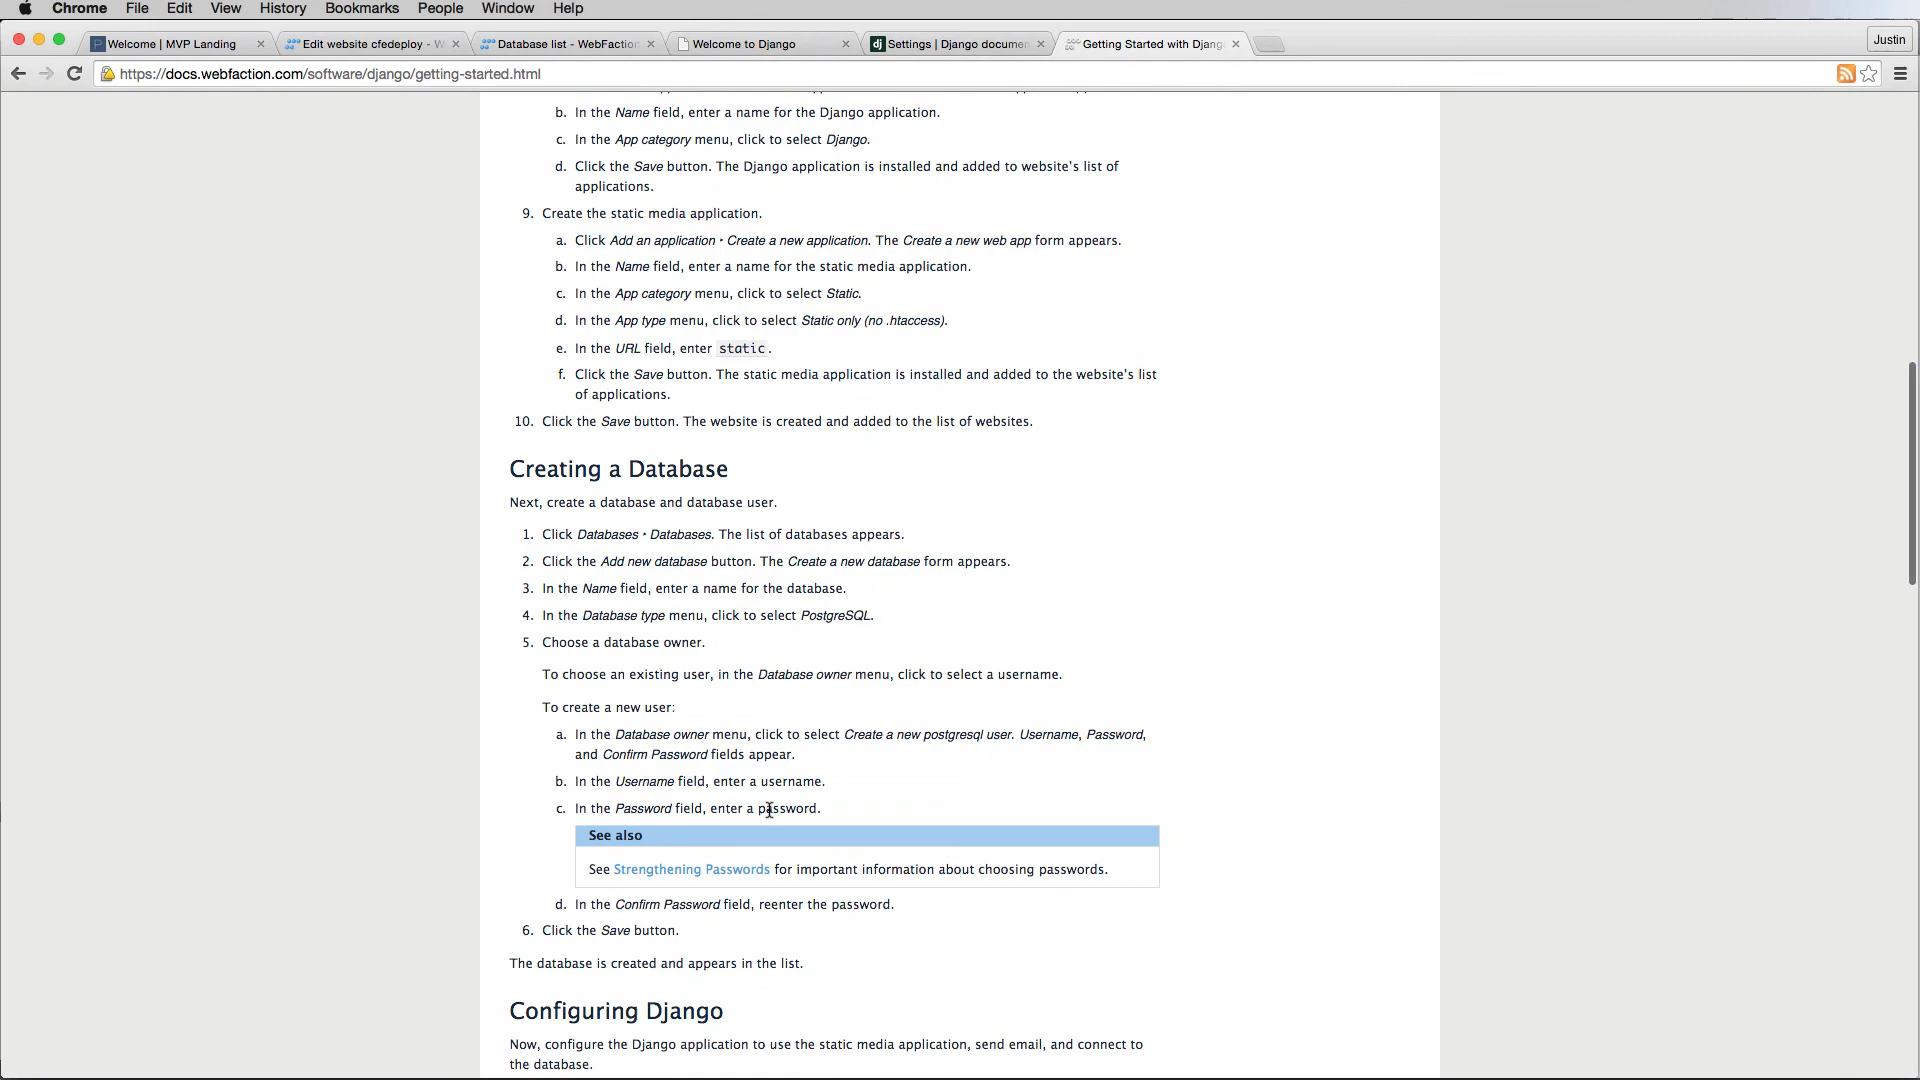 Chrome File Edit View History Bookmarks People Window Help
Welcome | MVP Landing
Edit website cfedeploy - W
Database list - WebFaction
Welcome to Django
dj Settings | Django documen
Getting Started with Djang
Justin
https://docs.webfaction.com/software/django/getting-started.html
b. In the Name field, enter a name for the Django application.
c. In the App category menu, click to select Django.
d. Click the Save button. The Django application is installed and added to website's list of
applications.
9. Create the static media application.
a. Click Add an application ‣ Create a new application. The Create a new web app form appears.
b. In the Name field, enter a name for the static media application.
c. In the App category menu, click to select Static.
d. In the App type menu, click to select Static only (no .htaccess).
e. In the URL field, enter static.
f. Click the Save button. The static media application is installed and added to the website's list
of applications.
10. Click the Save button. The website is created and added to the list of websites.
Creating a Database
Next, create a database and database user.
1. Click Databases ‣ Databases. The list of databases appears.
2. Click the Add new database button. The Create a new database form appears.
3. In the Name field, enter a name for the database.
4. In the Database type menu, click to select PostgreSQL.
5. Choose a database owner.
To choose an existing user, in the Database owner menu, click to select a username.
To create a new user:
a. In the Database owner menu, click to select Create a new postgresql user. Username, Password,
and Confirm Password fields appear.
b. In the Username field, enter a username.
c. In the Password field, enter a password.
See also
See Strengthening Passwords for important information about choosing passwords.
d. In the Confirm Password field, reenter the password.
6. Click the Save button.
The database is created and appears in the list.
Configuring Django
Now, configure the Django application to use the static media application, send email, and connect to
the database.